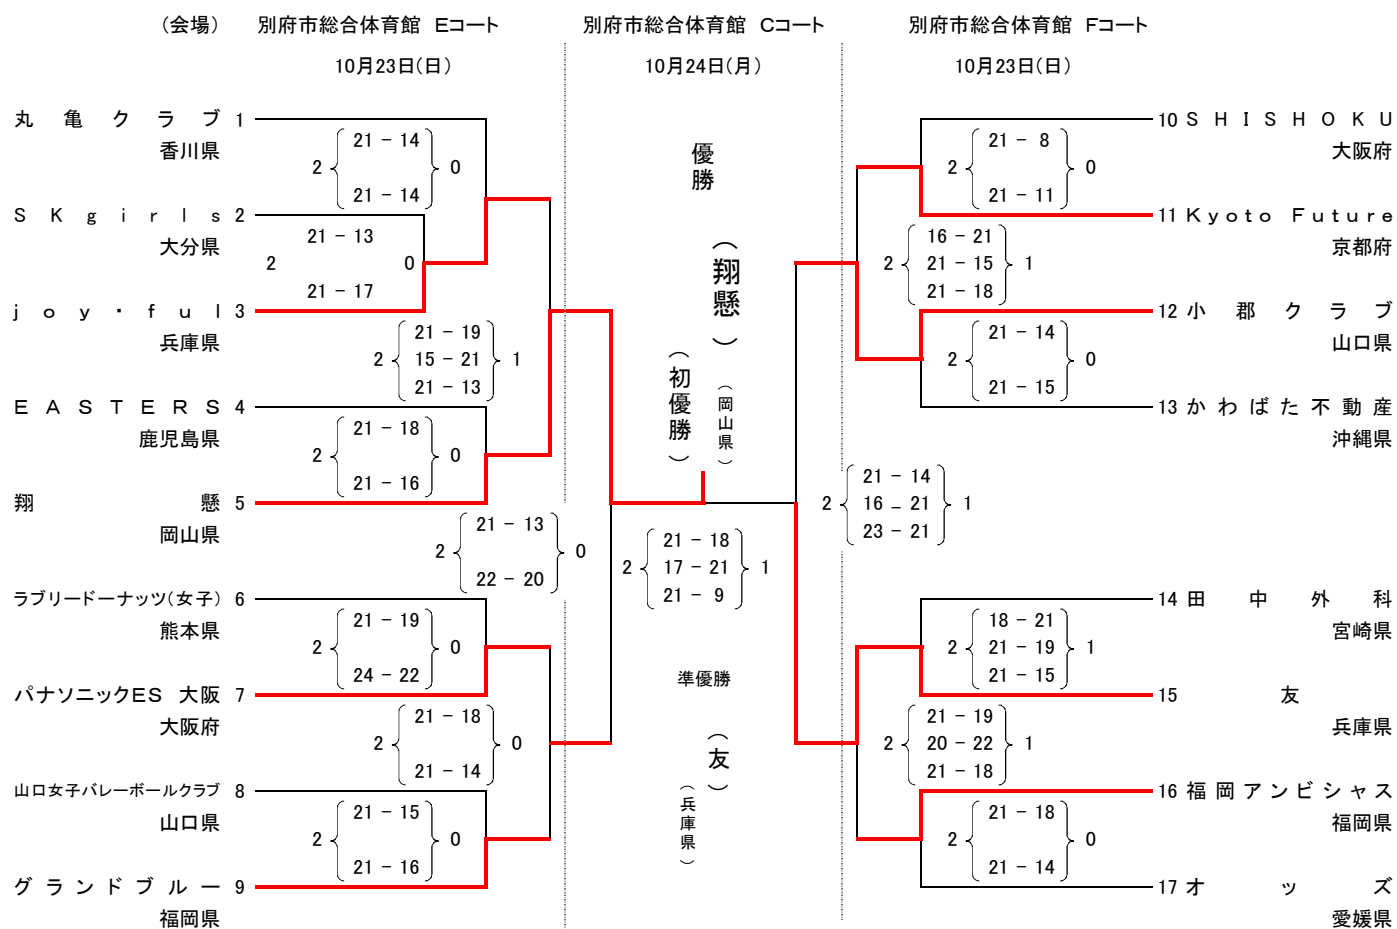 (会場) 別府市総合体育館 Eコート 別府市総合体育館 Cコート 別府市総合体育館 Fコート
10月23日(日) 10月24日(月) 10月23日(日)
丸亀クラブ 1
香川県
2 21 − 14 0
21 − 14
SKgirls 2
大分県
21 − 13
2 0
21 − 17
joy・ful 3
兵庫県
21 − 19
2 15 − 21 1
21 − 13
EASTERS 4
鹿児島県
21 − 18
2 0
21 − 16
翔懸 5
岡山県
21 − 13
2 0
22 − 20
ラブリードーナッツ(女子) 6
熊本県
21 − 19
2 0
24 − 22
パナソニックES 大阪 7
大阪府
21 − 18
2 0
21 − 14
山口女子バレーボールクラブ 8
山口県
21 − 15
2 0
21 − 16
グランドブルー 9
福岡県
優勝
(翔懸)
(初優勝)
(岡山県)
21 − 18
2 17 − 21 1
21 − 9
準優勝
(友)
(兵庫県)
10 SHISHOKU
大阪府
21 − 8
2 0
21 − 11
11 Kyoto Future
京都府
16 − 21
2 21 − 15 1
21 − 18
12 小郡クラブ
山口県
21 − 14
2 0
21 − 15
13 かわばた不動産
沖縄県
21 − 14
2 16 − 21 1
23 − 21
14 田中外科
宮崎県
18 − 21
2 21 − 19 1
21 − 15
15 友
兵庫県
21 − 19
2 20 − 22 1
21 − 18
16 福岡アンビシャス
福岡県
21 − 18
2 0
21 − 14
17 オッズ
愛媛県